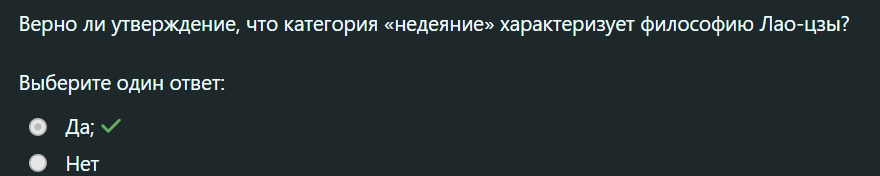 Верно ли утверждение, что категория «недеяние» характеризует философию Лао-цзы?
Выберите один ответ:
Да;
Нет